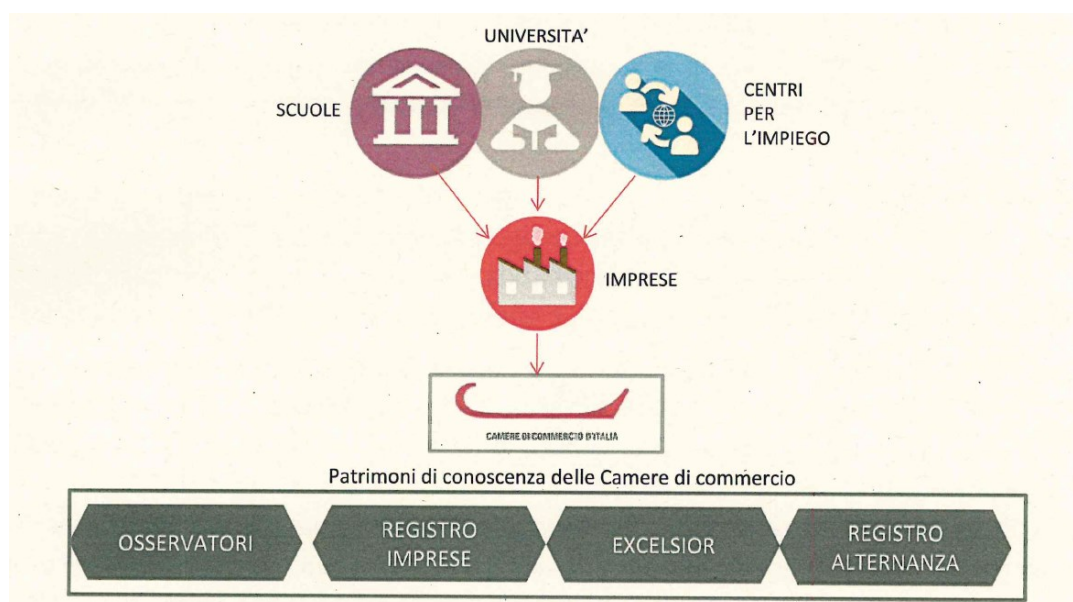 UNIVERSITA'
SCUOLE
CENTRI
PER
L'IMPIEGO
IMPRESE
CAMERE DI COMMERCIO D'ITALIA
Patrimoni di conoscenza delle Camere di commercio
OSSERVATORI
REGISTRO
IMPRESE
EXCELSIOR
REGISTRO
ALTERNANZA